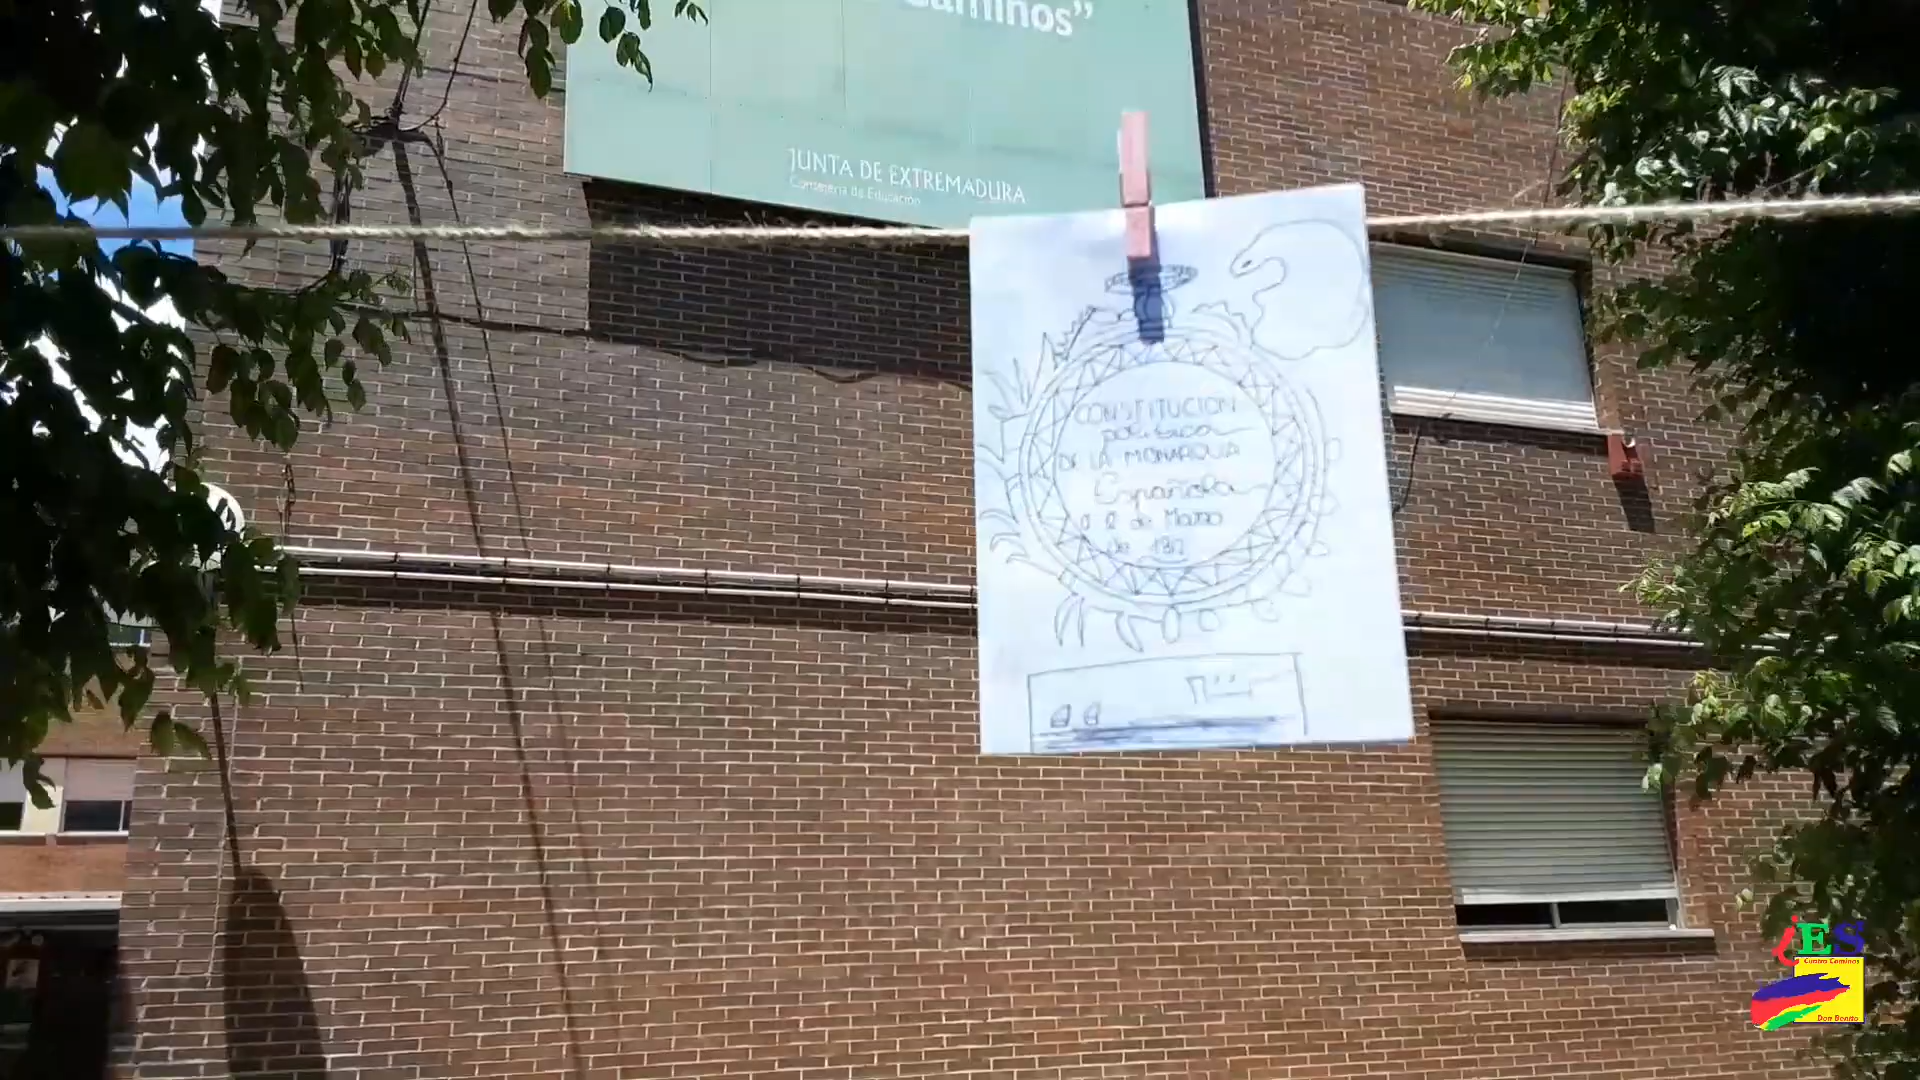 Caminos”
JUNTA DE EXTREMADURA
Consejería de Educación
CONSTITUCION
politica
DE LA MONARQUIA
Española
de Marzo
de 1812
iES
Cuatro Caminos
Don Benito